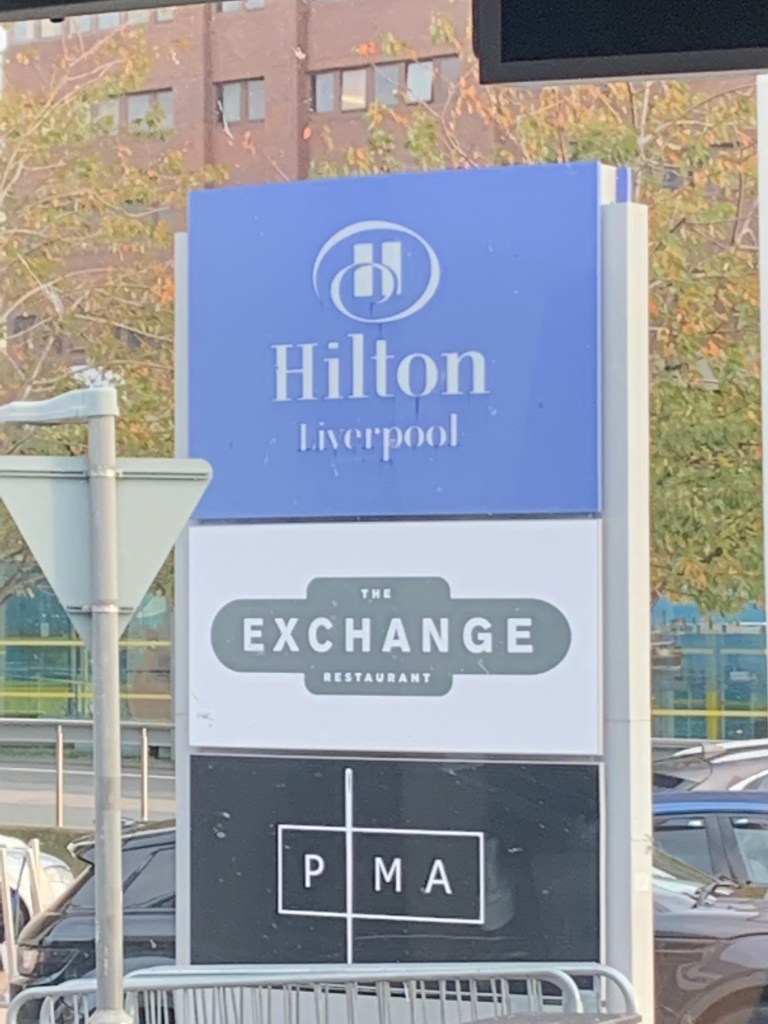 H
Hilton
Liverpool
THE
EXCHANGE
RESTAURANT
PMA